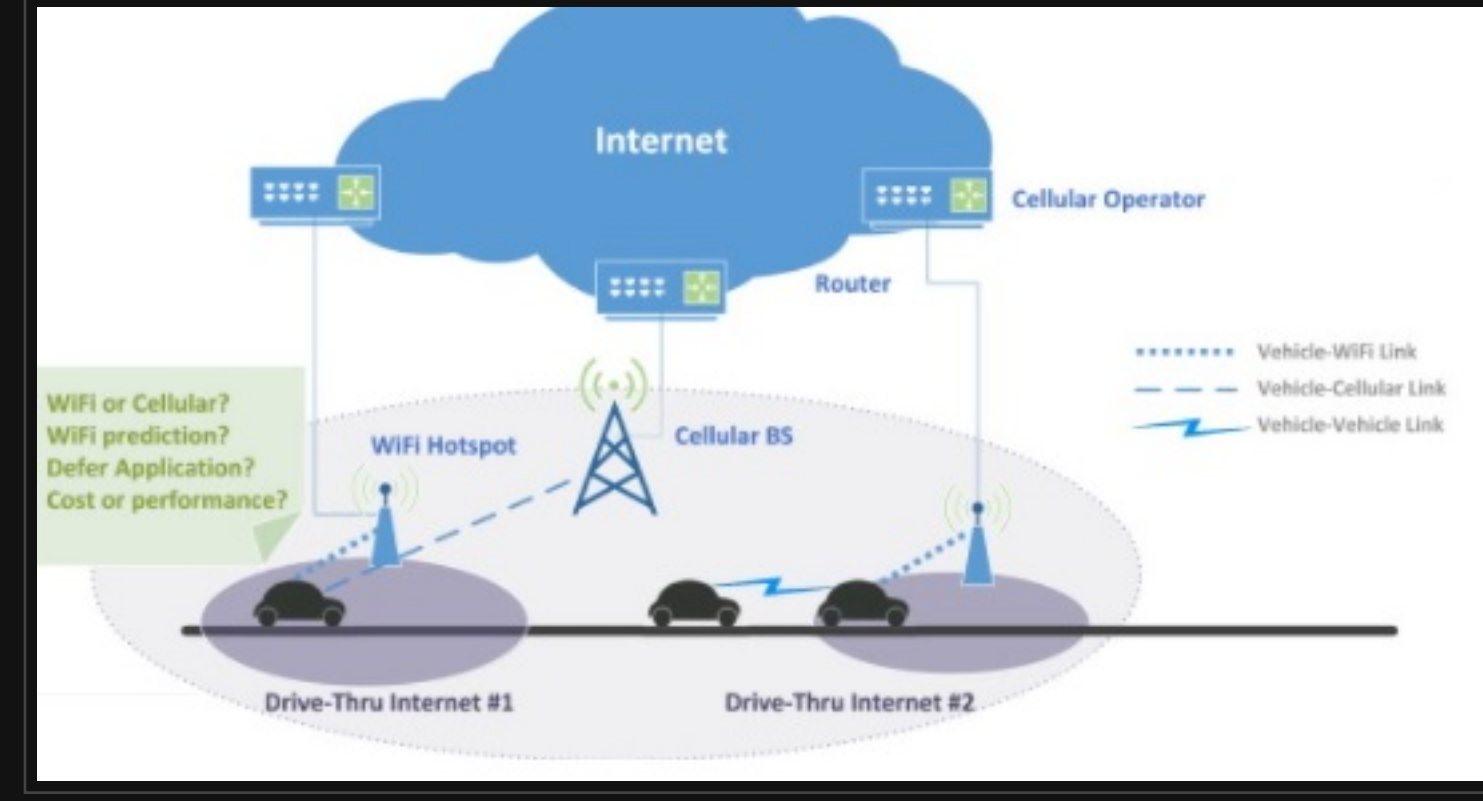 Internet
Cellular Operator
Router
Vehicle-WiFi Link
Vehicle-Cellular Link
Vehicle-Vehicle Link
WiFi or Cellular?
WiFi prediction?
Defer Application?
Cost or performance?
WiFi Hotspot
Cellular BS
Drive-Thru Internet #1
Drive-Thru Internet #2